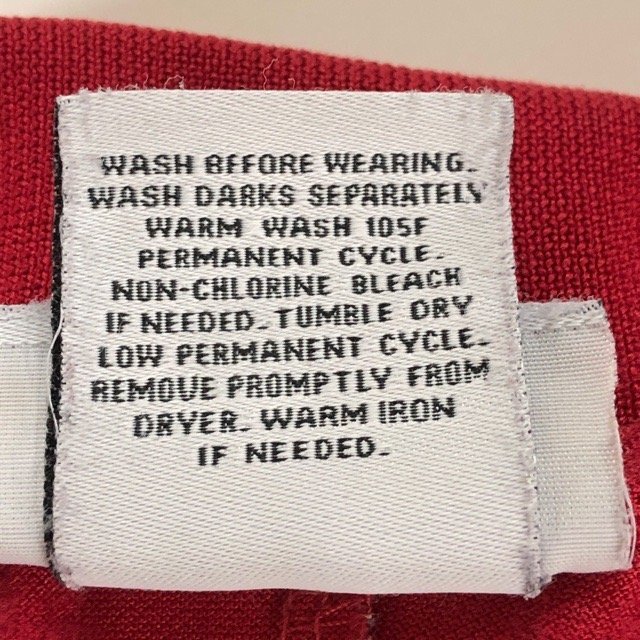 WASH BEFORE WEARING.
WASH DARKS SEPARATELY
WARM WASH 105F
PERMANENT CYCLE.
NON-CHLORINE BLEACH
IF NEEDED. TUMBLE DRY
LOW PERMANENT CYCLE.
REMOVE PROMPTLY FROM
DRYER. WARM IRON
IF NEEDED.